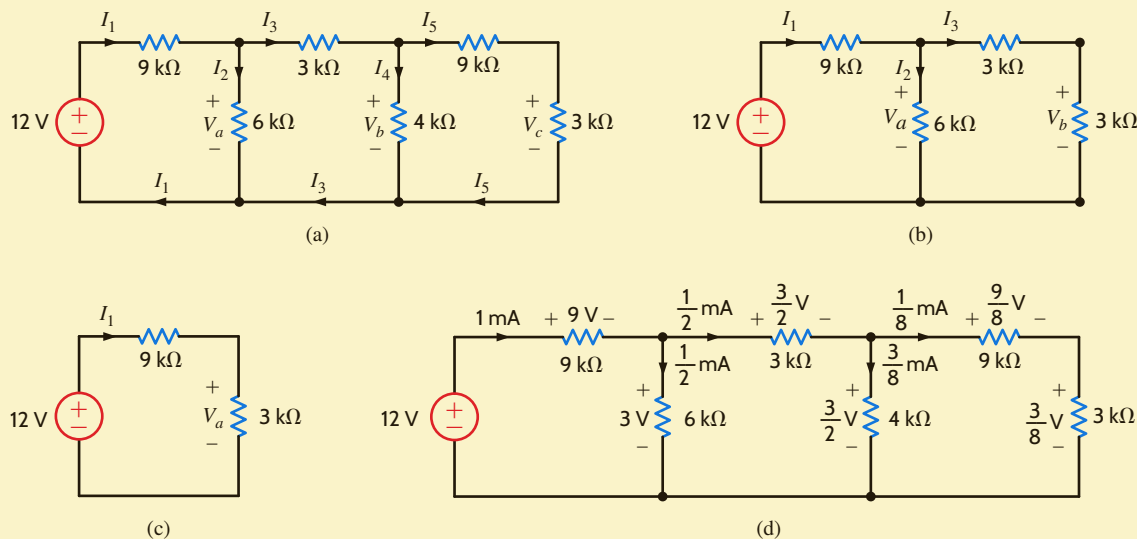 I1 I3 I5
9 kΩ 3 kΩ 9 kΩ
I2 I4
12 V + − + Va − 6 kΩ + Vb − 4 kΩ + Vc − 3 kΩ
I1 I3 I5
(a)
I1 I3
9 kΩ 3 kΩ
I2
12 V + − + Va − 6 kΩ + Vb − 3 kΩ
(b)
I1
9 kΩ
12 V + − + Va − 3 kΩ
(c)
1 mA + 9 V − 1/2 mA + 3/2 V − 1/8 mA + 9/8 V −
9 kΩ 1/2 mA 3 kΩ 3/8 mA 9 kΩ
12 V + − + 3 V − 6 kΩ + 3/2 V − 4 kΩ + 3/8 V − 3 kΩ
(d)